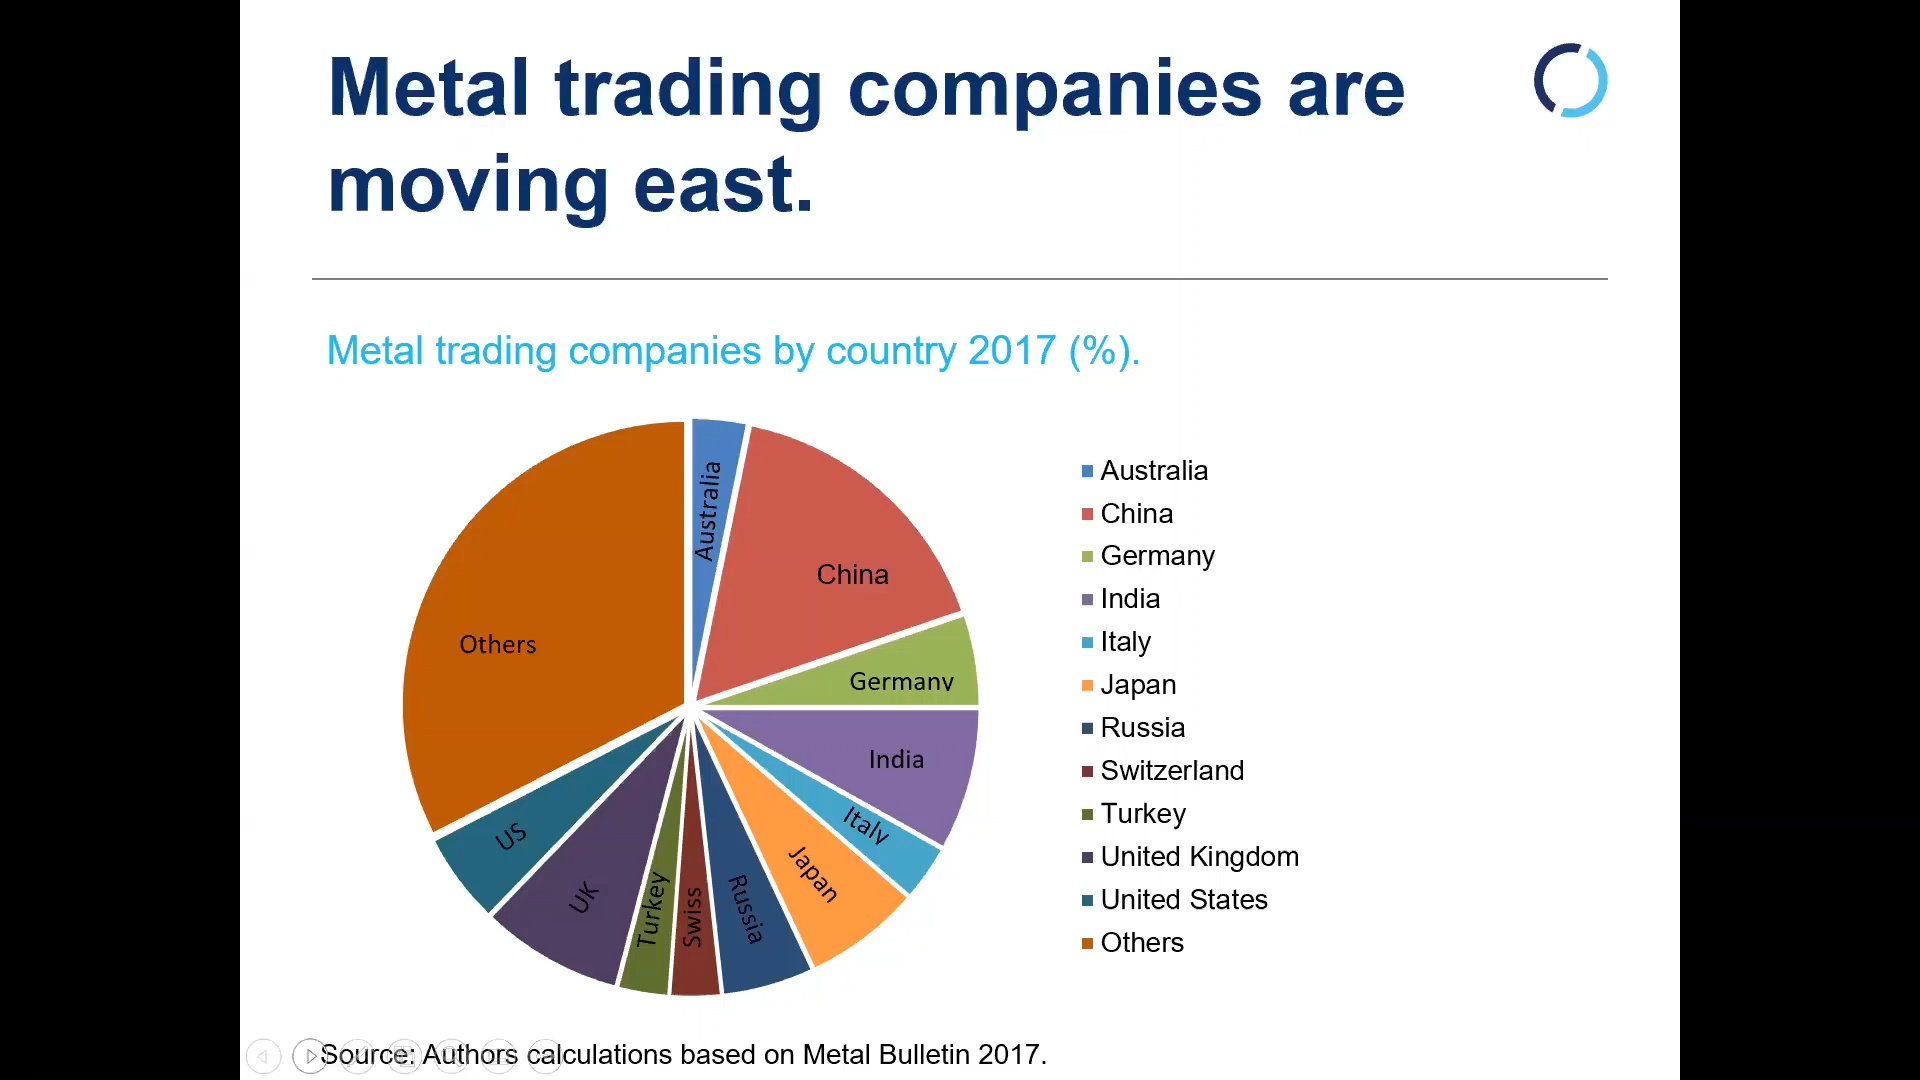 Metal trading companies are
moving east.
Metal trading companies by country 2017 (%).
Australia
China
Germany
India
Italy
Japan
Russia
Swiss
Turkey
UK
US
Others
Australia
China
Germany
India
Italy
Japan
Russia
Switzerland
Turkey
United Kingdom
United States
Others
Source: Authors calculations based on Metal Bulletin 2017.